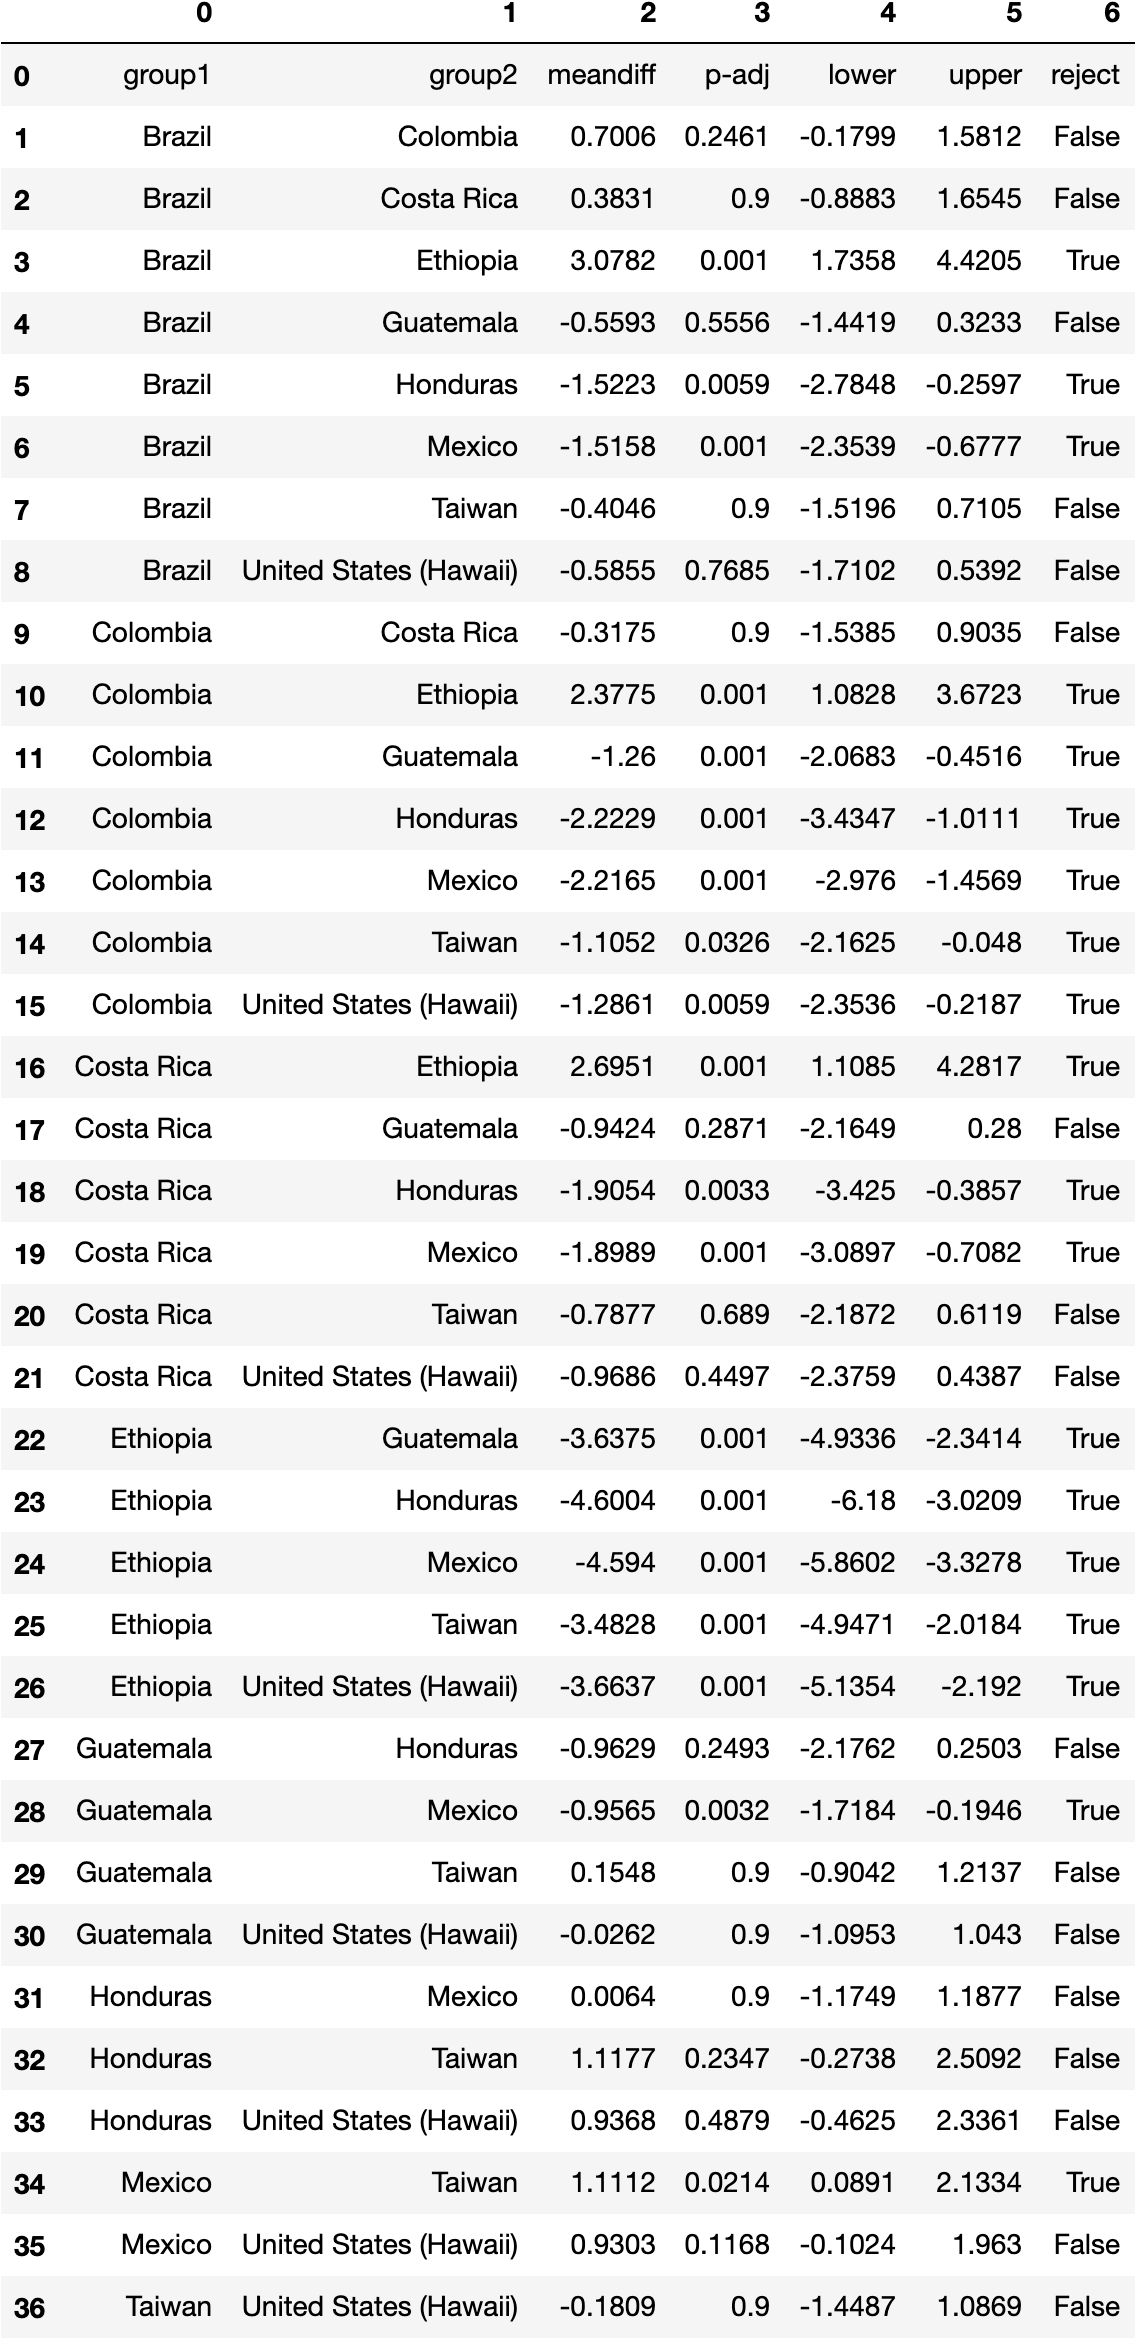 0 1 2 3 4 5 6
0 group1 group2 meandiff p-adj lower upper reject
1 Brazil Colombia 0.7006 0.2461 -0.1799 1.5812 False
2 Brazil Costa Rica 0.3831 0.9 -0.8883 1.6545 False
3 Brazil Ethiopia 3.0782 0.001 1.7358 4.4205 True
4 Brazil Guatemala -0.5593 0.5556 -1.4419 0.3233 False
5 Brazil Honduras -1.5223 0.0059 -2.7848 -0.2597 True
6 Brazil Mexico -1.5158 0.001 -2.3539 -0.6777 True
7 Brazil Taiwan -0.4046 0.9 -1.5196 0.7105 False
8 Brazil United States (Hawaii) -0.5855 0.7685 -1.7102 0.5392 False
9 Colombia Costa Rica -0.3175 0.9 -1.5385 0.9035 False
10 Colombia Ethiopia 2.3775 0.001 1.0828 3.6723 True
11 Colombia Guatemala -1.26 0.001 -2.0683 -0.4516 True
12 Colombia Honduras -2.2229 0.001 -3.4347 -1.0111 True
13 Colombia Mexico -2.2165 0.001 -2.976 -1.4569 True
14 Colombia Taiwan -1.1052 0.0326 -2.1625 -0.048 True
15 Colombia United States (Hawaii) -1.2861 0.0059 -2.3536 -0.2187 True
16 Costa Rica Ethiopia 2.6951 0.001 1.1085 4.2817 True
17 Costa Rica Guatemala -0.9424 0.2871 -2.1649 0.28 False
18 Costa Rica Honduras -1.9054 0.0033 -3.425 -0.3857 True
19 Costa Rica Mexico -1.8989 0.001 -3.0897 -0.7082 True
20 Costa Rica Taiwan -0.7877 0.689 -2.1872 0.6119 False
21 Costa Rica United States (Hawaii) -0.9686 0.4497 -2.3759 0.4387 False
22 Ethiopia Guatemala -3.6375 0.001 -4.9336 -2.3414 True
23 Ethiopia Honduras -4.6004 0.001 -6.18 -3.0209 True
24 Ethiopia Mexico -4.594 0.001 -5.8602 -3.3278 True
25 Ethiopia Taiwan -3.4828 0.001 -4.9471 -2.0184 True
26 Ethiopia United States (Hawaii) -3.6637 0.001 -5.1354 -2.192 True
27 Guatemala Honduras -0.9629 0.2493 -2.1762 0.2503 False
28 Guatemala Mexico -0.9565 0.0032 -1.7184 -0.1946 True
29 Guatemala Taiwan 0.1548 0.9 -0.9042 1.2137 False
30 Guatemala United States (Hawaii) -0.0262 0.9 -1.0953 1.043 False
31 Honduras Mexico 0.0064 0.9 -1.1749 1.1877 False
32 Honduras Taiwan 1.1177 0.2347 -0.2738 2.5092 False
33 Honduras United States (Hawaii) 0.9368 0.4879 -0.4625 2.3361 False
34 Mexico Taiwan 1.1112 0.0214 0.0891 2.1334 True
35 Mexico United States (Hawaii) 0.9303 0.1168 -0.1024 1.963 False
36 Taiwan United States (Hawaii) -0.1809 0.9 -1.4487 1.0869 False